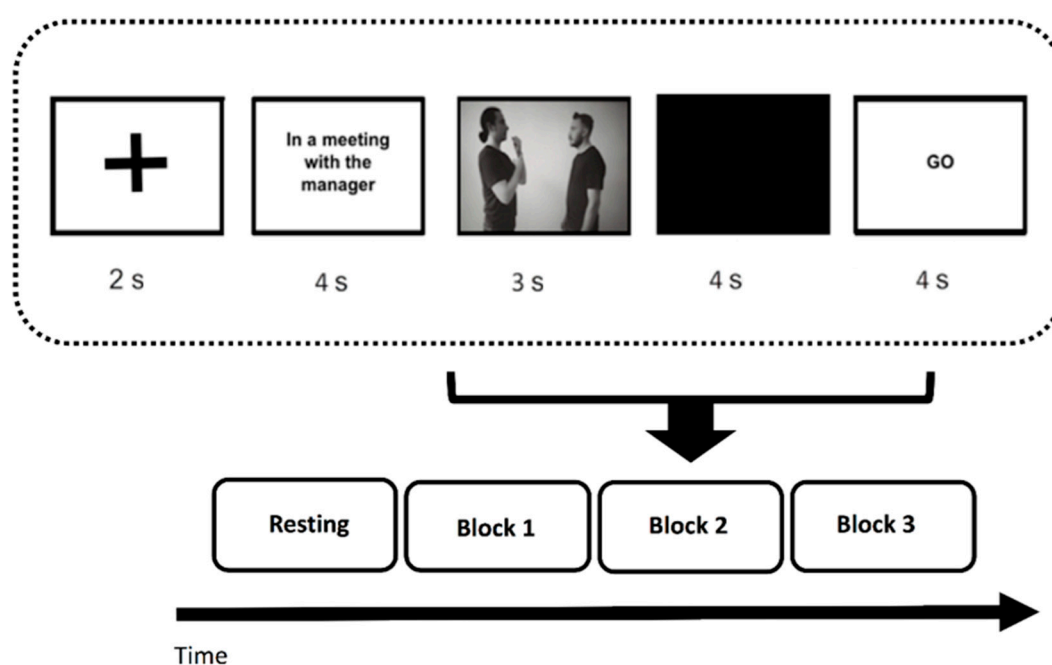 In a meeting
with the
manager
GO
2 s
4 s
3 s
4 s
4 s
Resting
Block 1
Block 2
Block 3
Time